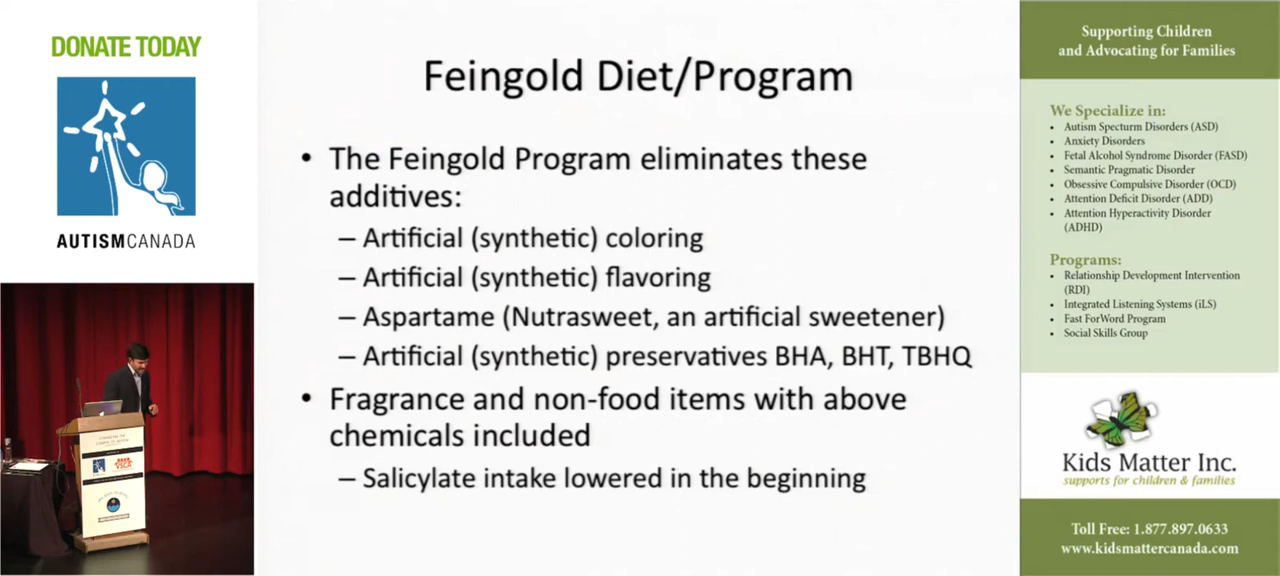 DONATE TODAY
AUTISMCANADA
Feingold Diet/Program
• The Feingold Program eliminates these
additives:
– Artificial (synthetic) coloring
– Artificial (synthetic) flavoring
– Aspartame (Nutrasweet, an artificial sweetener)
– Artificial (synthetic) preservatives BHA, BHT, TBHQ
• Fragrance and non-food items with above
chemicals included
– Salicylate intake lowered in the beginning
Supporting Children
and Advocating for Families
We Specialize in:
• Autism Specturm Disorders (ASD)
• Anxiety Disorders
• Fetal Alcohol Syndrome Disorder (FASD)
• Semantic Pragmatic Disorder
• Obsessive Compulsive Disorder (OCD)
• Attention Deficit Disorder (ADD)
• Attention Hyperactivity Disorder
(ADHD)
Programs:
• Relationship Development Intervention
(RDI)
• Integrated Listening Systems (iLS)
• Fast ForWord Program
• Social Skills Group
Kids Matter Inc.
supports for children & families
Toll Free: 1.877.897.0633
www.kidsmattercanada.com